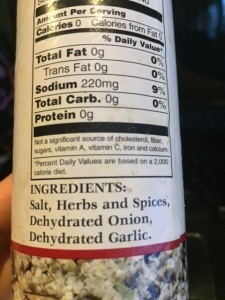 Amount Per Serving
Calories 0 Calories from Fat 0
% Daily Value*
Total Fat 0g 0%
Trans Fat 0g 0%
Sodium 220mg 9%
Total Carb. 0g 0%
Protein 0g
Not a significant source of cholesterol, fiber,
sugars, vitamin A, vitamin C, iron and calcium.
*Percent Daily Values are based on a 2,000
calorie diet.
INGREDIENTS:
Salt, Herbs and Spices,
Dehydrated Onion,
Dehydrated Garlic.